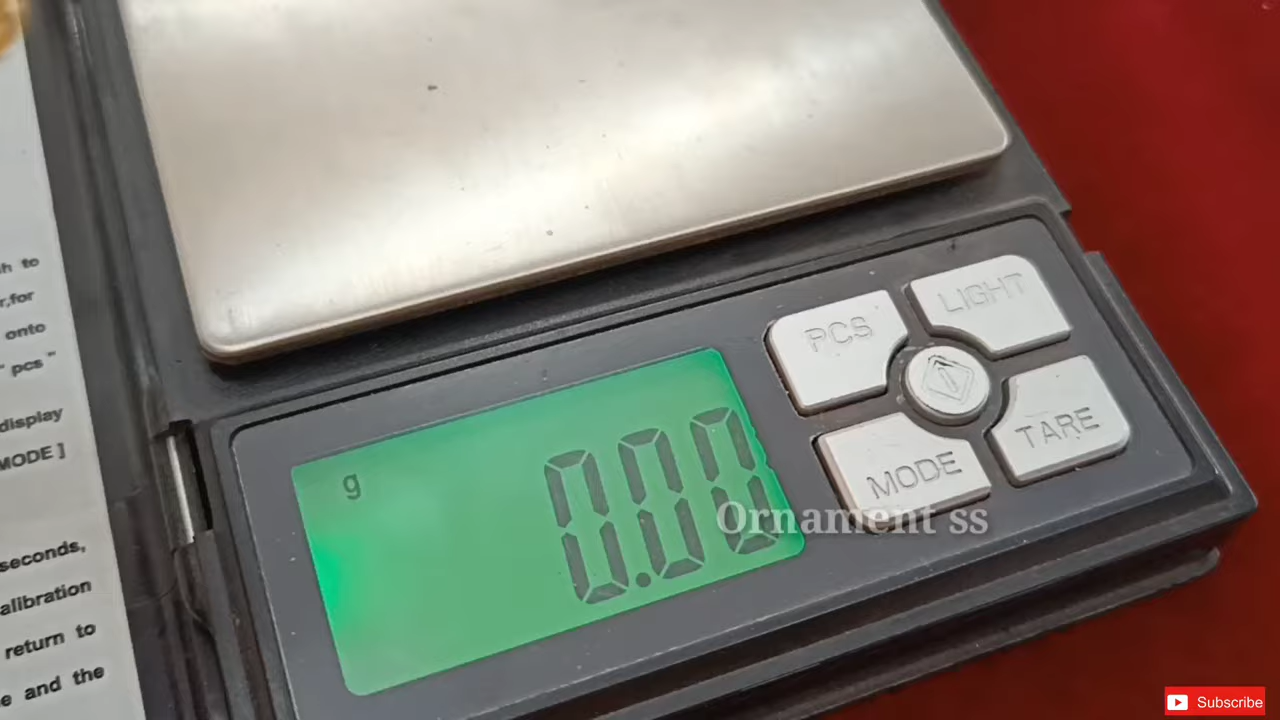 h to
r,for
onto
" pcs "
display
MODE ]
seconds,
alibration
return to
e and the
PCS
LIGHT
MODE
TARE
g
0.00
Ornament ss
Subscribe